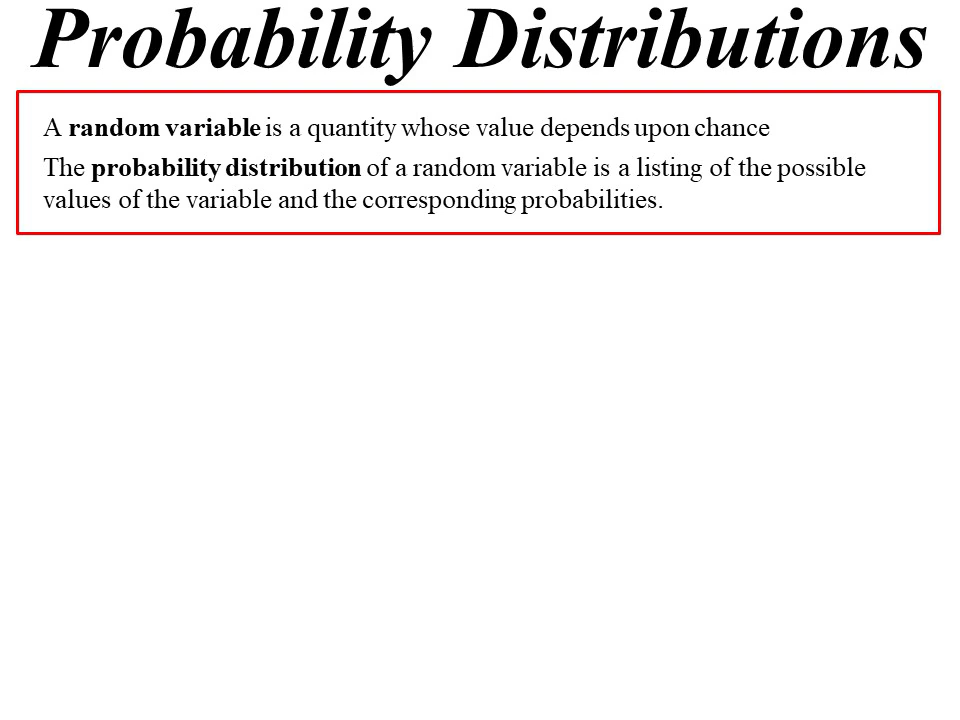 Probability Distributions
A random variable is a quantity whose value depends upon chance
The probability distribution of a random variable is a listing of the possible
values of the variable and the corresponding probabilities.